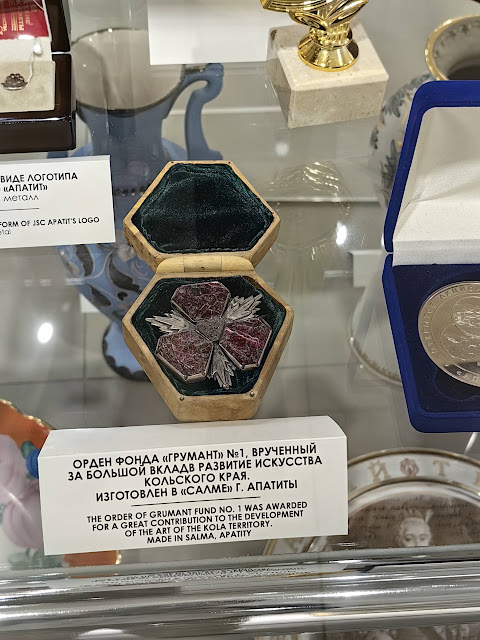 ВИДЕ ЛОГОТИПА
«АПАТИТ»
металл
FORM OF JSC APATIT'S LOGO
ОРДЕН ФОНДА «ГРУМАНТ» №1, ВРУЧЕННЫЙ
ЗА БОЛЬШОЙ ВКЛАДВ РАЗВИТИЕ ИСКУССТВА
КОЛЬСКОГО КРАЯ.
ИЗГОТОВЛЕН В «САЛМЕ» Г. АПАТИТЫ
THE ORDER OF GRUMANT FUND NO. 1 WAS AWARDED
FOR A GREAT CONTRIBUTION TO THE DEVELOPMENT
OF THE ART OF THE KOLA TERRITORY.
MADE IN SALMA, APATITY